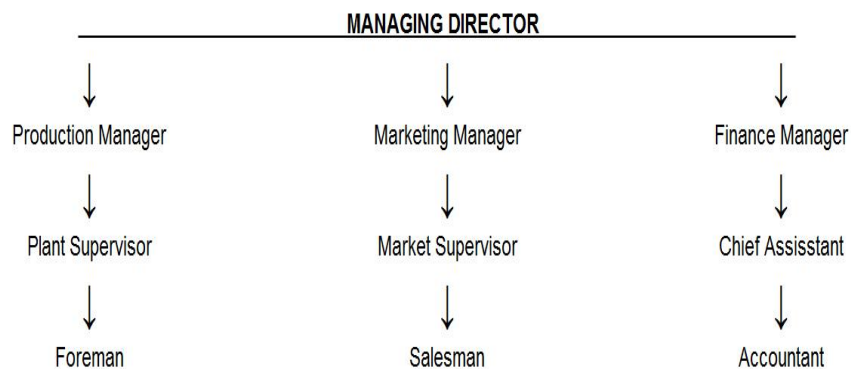 MANAGING DIRECTOR
Production Manager Marketing Manager Finance Manager
Plant Supervisor Market Supervisor Chief Assisstant
Foreman Salesman Accountant